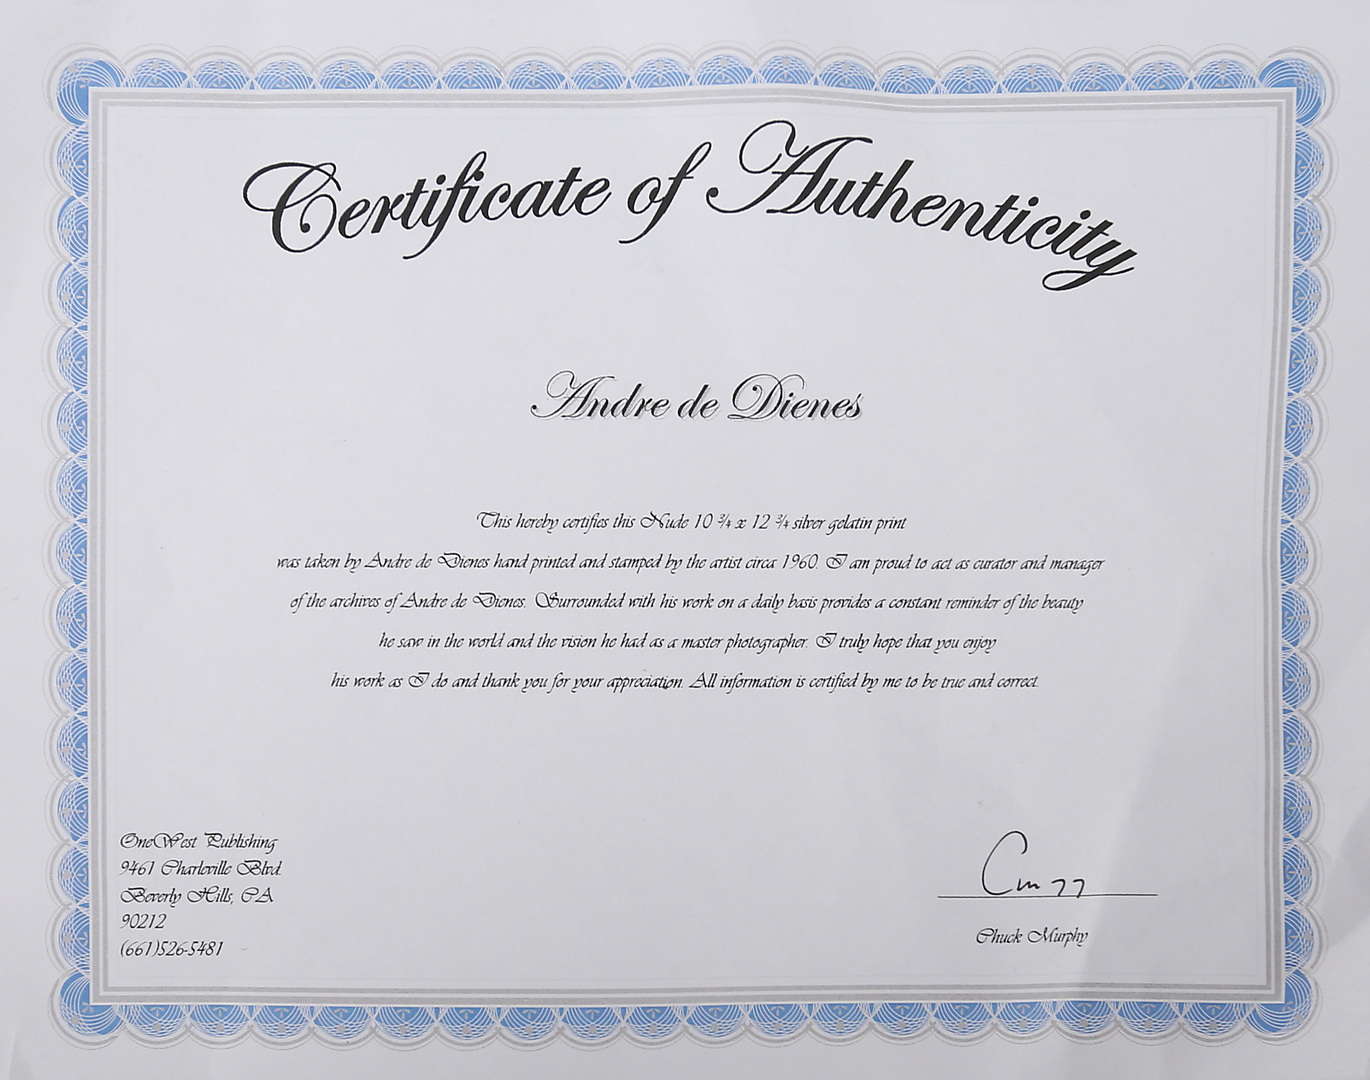 Certificate of Authenticity
Andre de Dienes
This hereby certifies this Nude 10 ¾ x 12 ¾ silver gelatin print
was taken by Andre de Dienes hand printed and stamped by the artist circa 1960. I am proud to act as curator and manager
of the archives of Andre de Dienes. Surrounded with his work on a daily basis provides a constant reminder of the beauty
he saw in the world and the vision he had as a master photographer. I truly hope that you enjoy
his work as I do and thank you for your appreciation. All information is certified by me to be true and correct.
OneWest Publishing
9461 Charleville Blvd.
Beverly Hills, CA
90212
(661)526-5481
Chuck Murphy